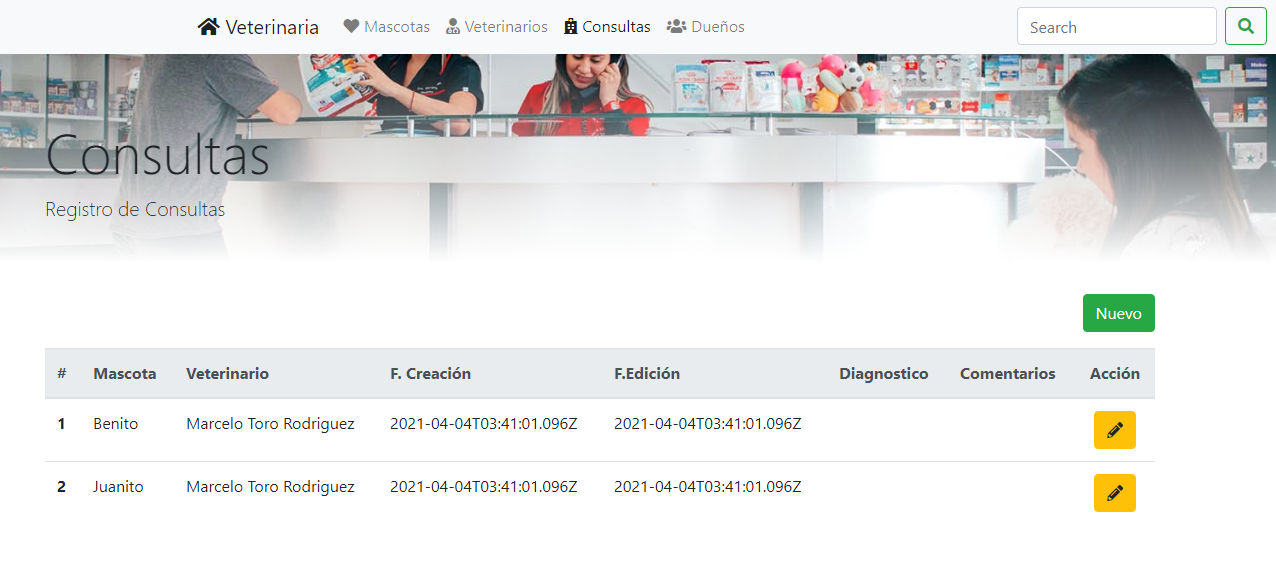 Veterinaria Mascotas Veterinarios Consultas Dueños Search
Consultas
Registro de Consultas
Nuevo
# Mascota Veterinario F. Creación F.Edición Diagnostico Comentarios Acción
1 Benito Marcelo Toro Rodriguez 2021-04-04T03:41:01.096Z 2021-04-04T03:41:01.096Z
2 Juanito Marcelo Toro Rodriguez 2021-04-04T03:41:01.096Z 2021-04-04T03:41:01.096Z